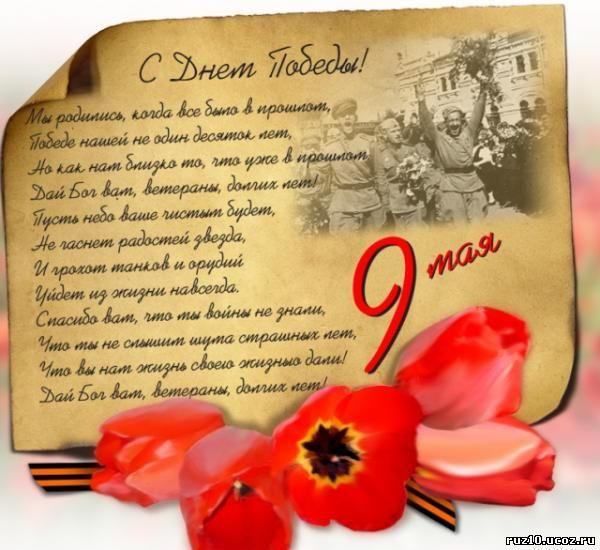 С Днем Победы!
Мы родились, когда все было в прошлом,
Победе нашей не один десяток лет,
Но как нам близко то, что уже в прошлом
Дай Бог вам, ветераны, долгих лет!
Пусть небо ваше чистым будет,
Не гаснет радостей звезда,
И грохот танков и орудий
Уйдет из жизни навсегда.
Спасибо вам, что мы войны не знали,
Что мы не слышим шума страшных лет,
Что вы нам жизнь своею жизнью дали!
Дай Бог вам, ветераны, долгих лет!
9 мая
ruz10.ucoz.ru